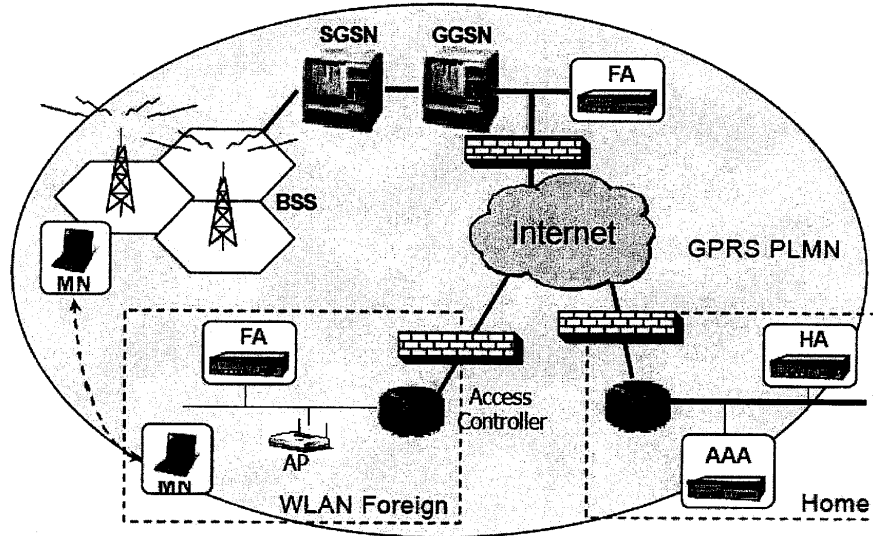 SGSN
GGSN
FA
BSS
Internet
GPRS PLMN
MN
FA
HA
Access
Controller
AP
AAA
MN
WLAN Foreign
Home